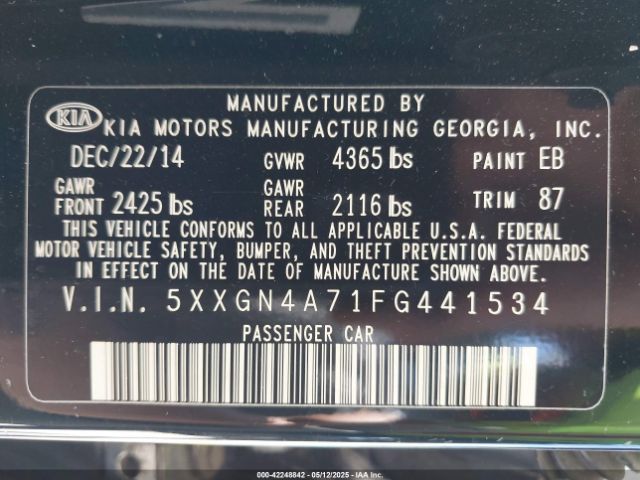 MANUFACTURED BY
KIA KIA MOTORS MANUFACTURING GEORGIA, INC.
DEC/22/14 GVWR 4365 lbs PAINT EB
GAWR FRONT 2425 lbs GAWR REAR 2116 lbs TRIM 87
THIS VEHICLE CONFORMS TO ALL APPLICABLE U.S.A. FEDERAL
MOTOR VEHICLE SAFETY, BUMPER, AND THEFT PREVENTION STANDARDS
IN EFFECT ON THE DATE OF MANUFACTURE SHOWN ABOVE.
V.I.N. 5XXGN4A71FG441534
PASSENGER CAR
000-42248842 - 05/12/2025 - IAA Inc.